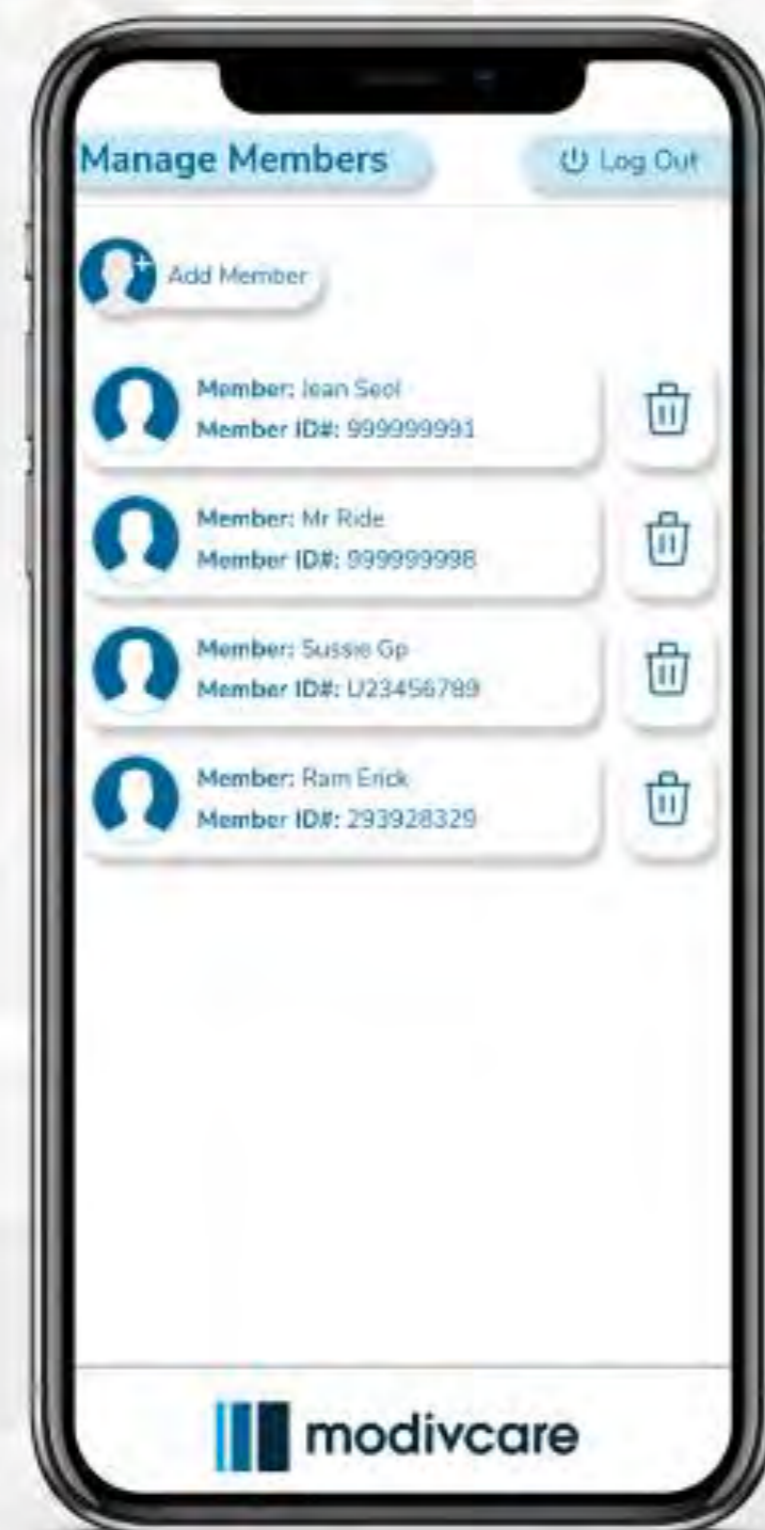 Manage Members
Log Out
Add Member
Member: Jean Seol
Member ID#: 999999991
Member: Mr Ride
Member ID#: 999999998
Member: Sussie Gp
Member ID#: U23456789
Member: Ram Erick
Member ID#: 293928329
modivcare